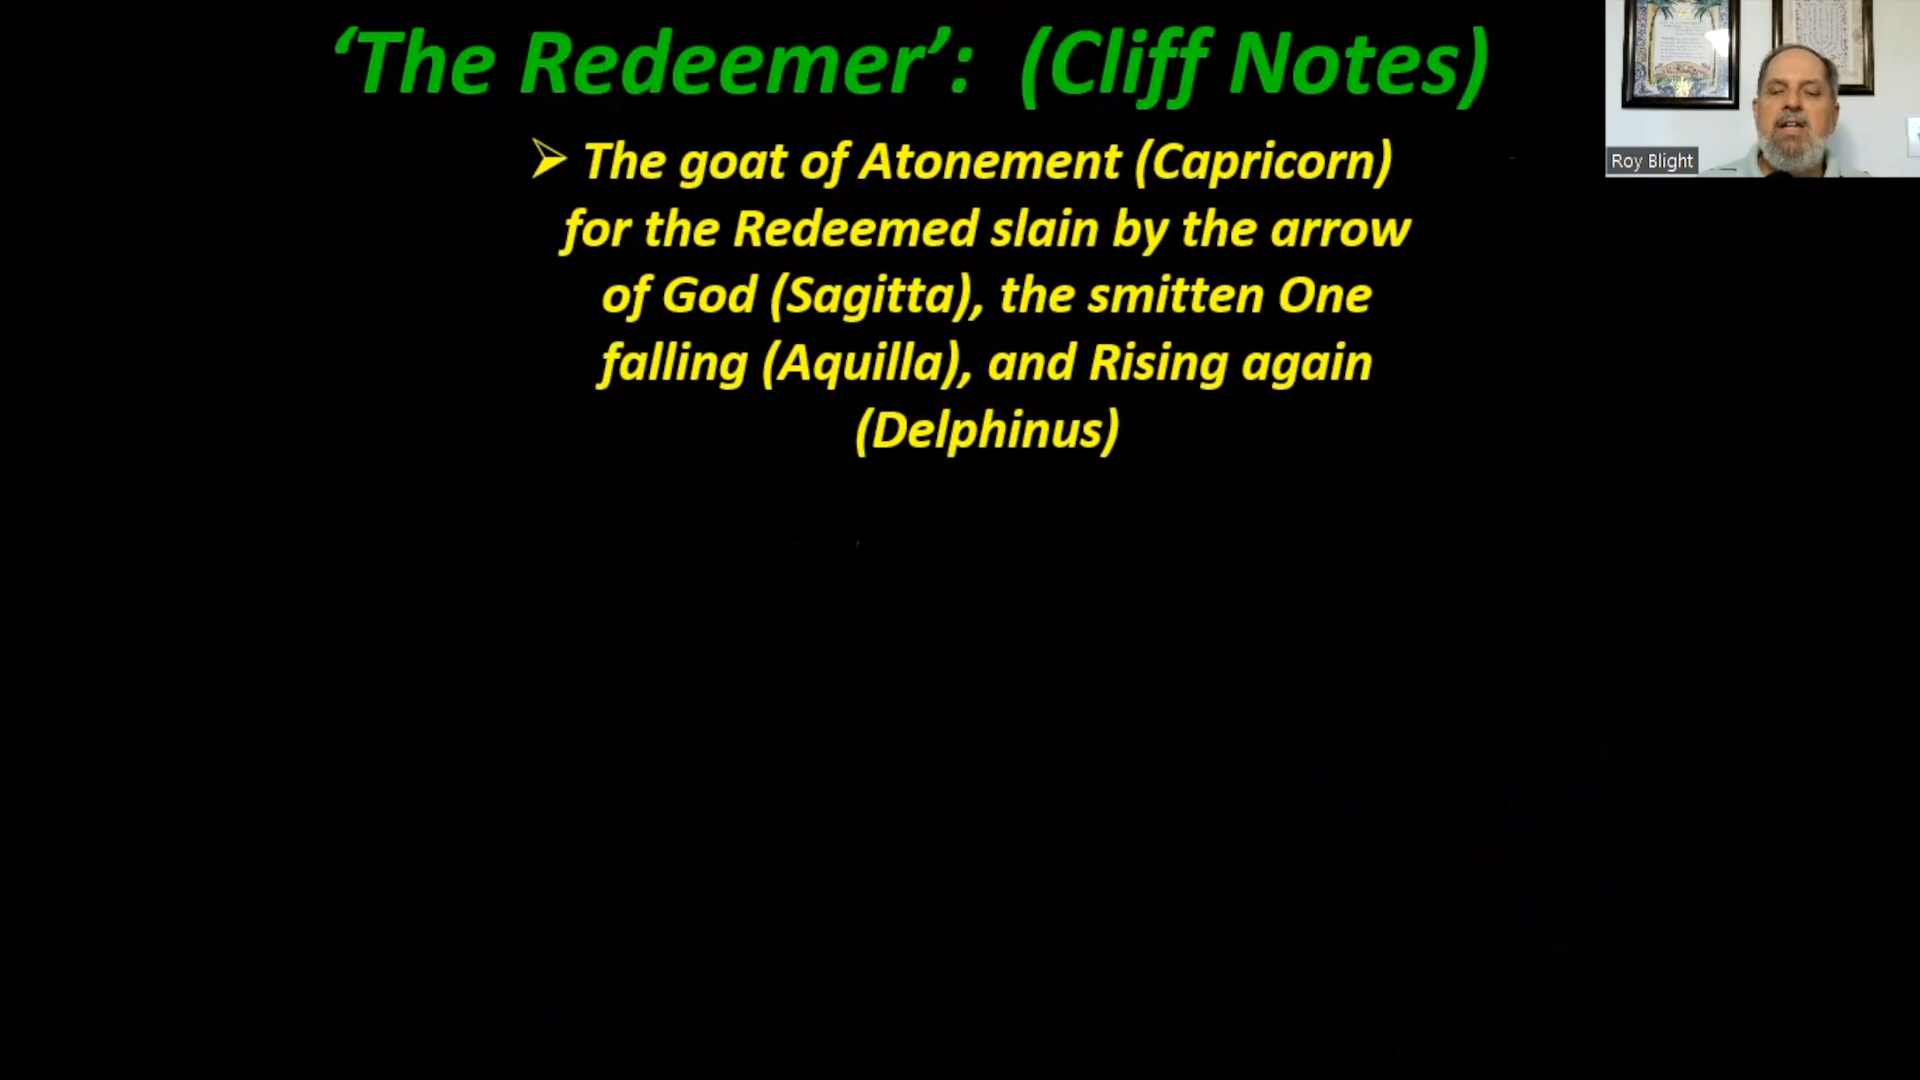 ‘The Redeemer’: (Cliff Notes)
➢ The goat of Atonement (Capricorn)
for the Redeemed slain by the arrow
of God (Sagitta), the smitten One
falling (Aquilla), and Rising again
(Delphinus)
Roy Blight